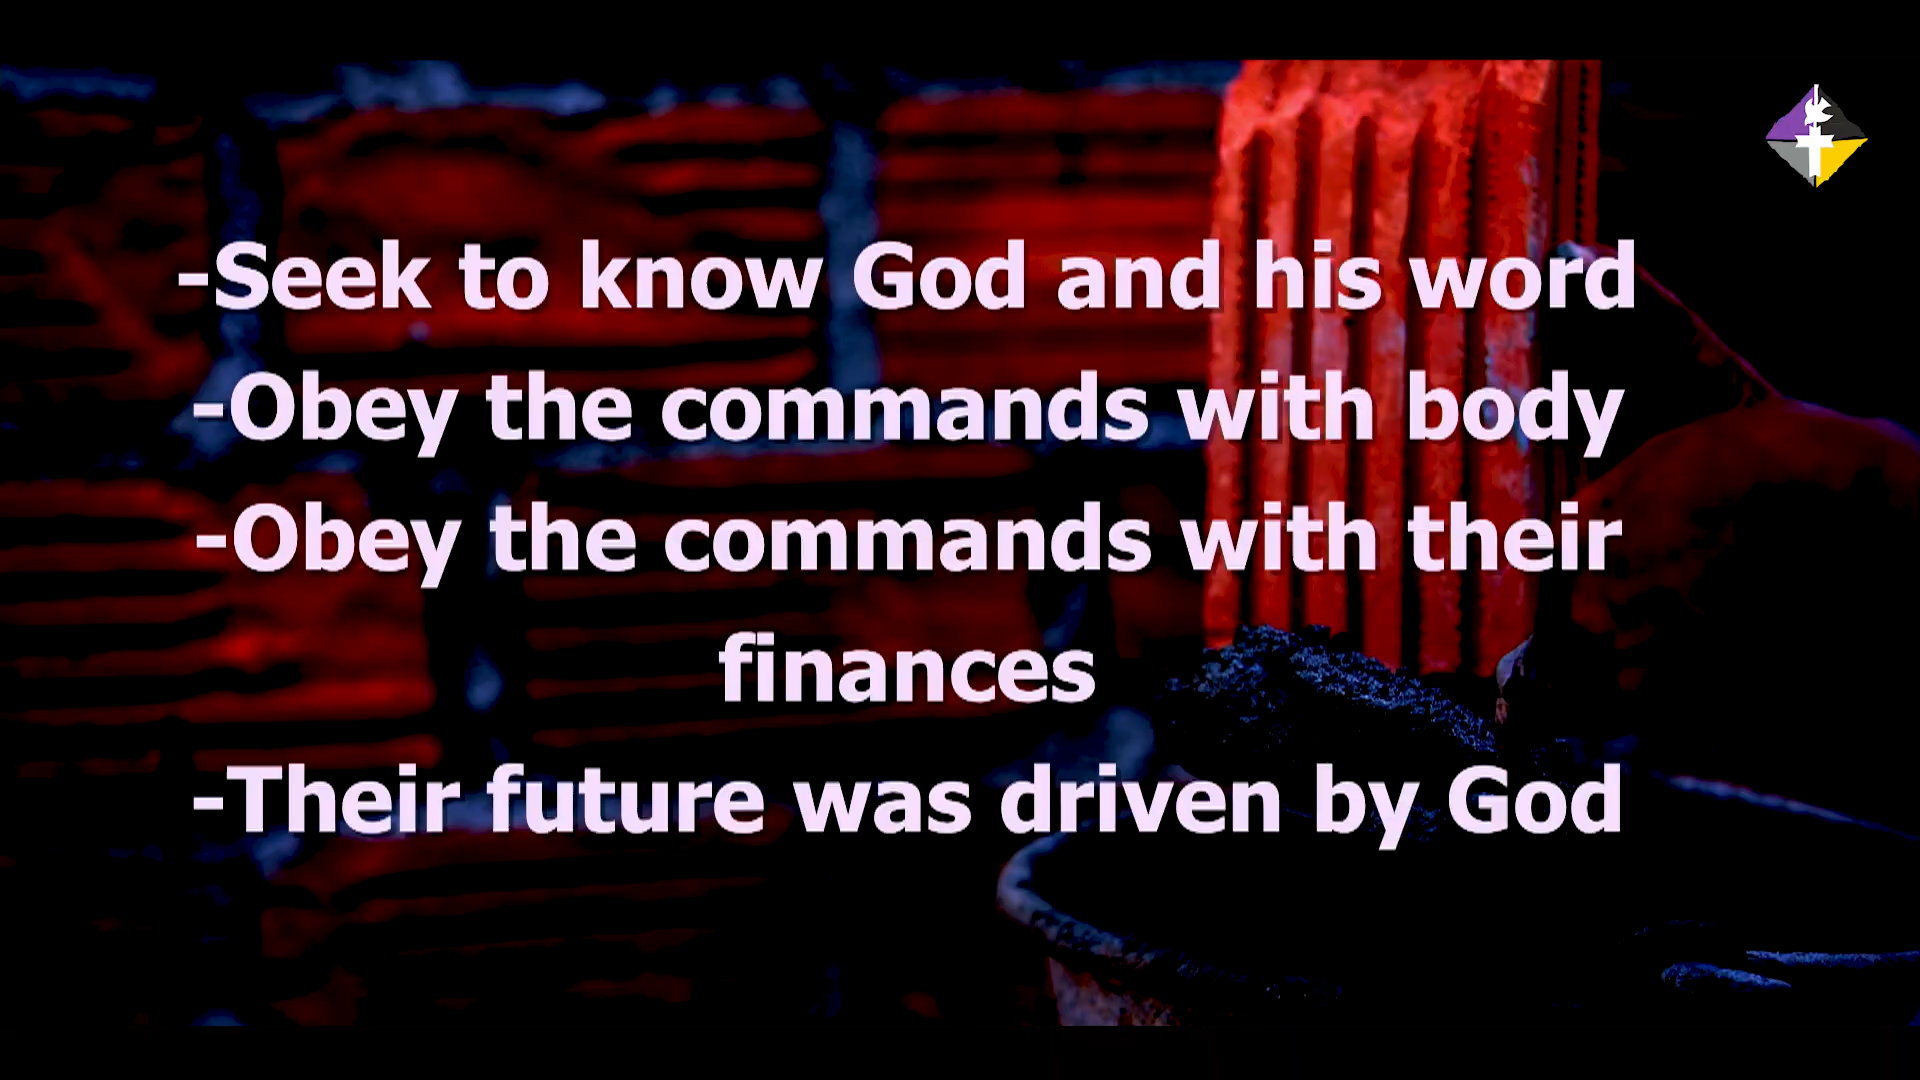 -Seek to know God and his word
-Obey the commands with body
-Obey the commands with their
finances
-Their future was driven by God